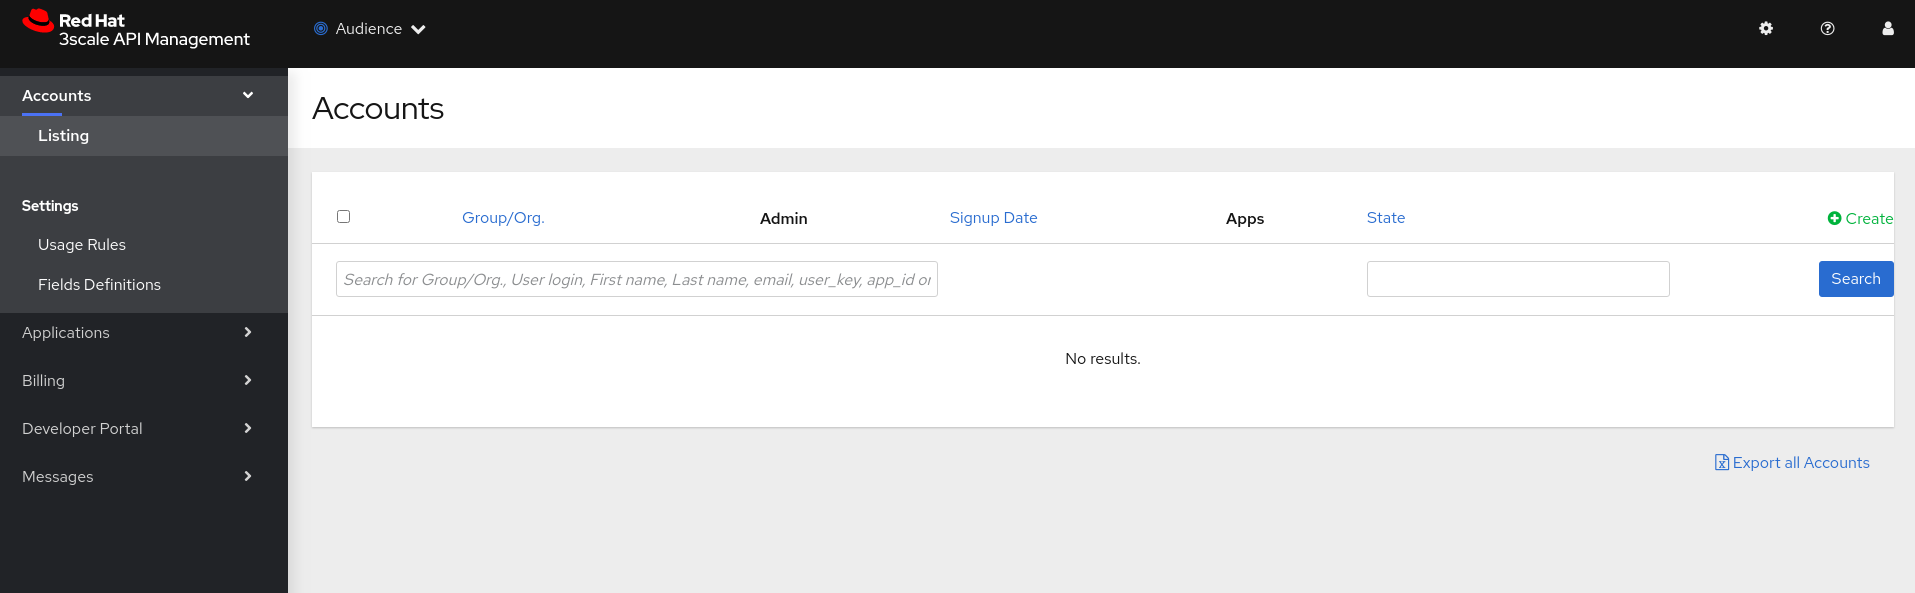 Red Hat
3scale API Management
Audience
Accounts
Listing
Settings
Usage Rules
Fields Definitions
Applications
Billing
Developer Portal
Messages
Accounts
Group/Org. Admin Signup Date Apps State Create
Search for Group/Org., User login, First name, Last name, email, user_key, app_id or Search
No results.
Export all Accounts